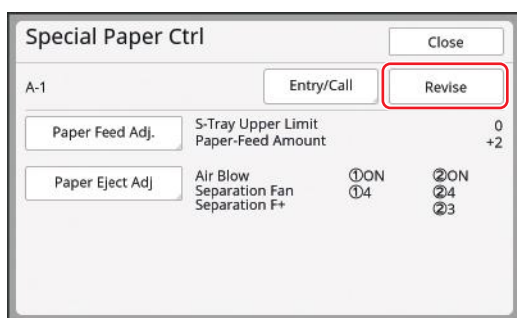 Special Paper Ctrl Close
A-1 Entry/Call Revise
Paper Feed Adj. S-Tray Upper Limit 0
Paper-Feed Amount +2
Paper Eject Adj Air Blow ①ON ②ON
Separation Fan ①4 ②4
Separation F+ ②3